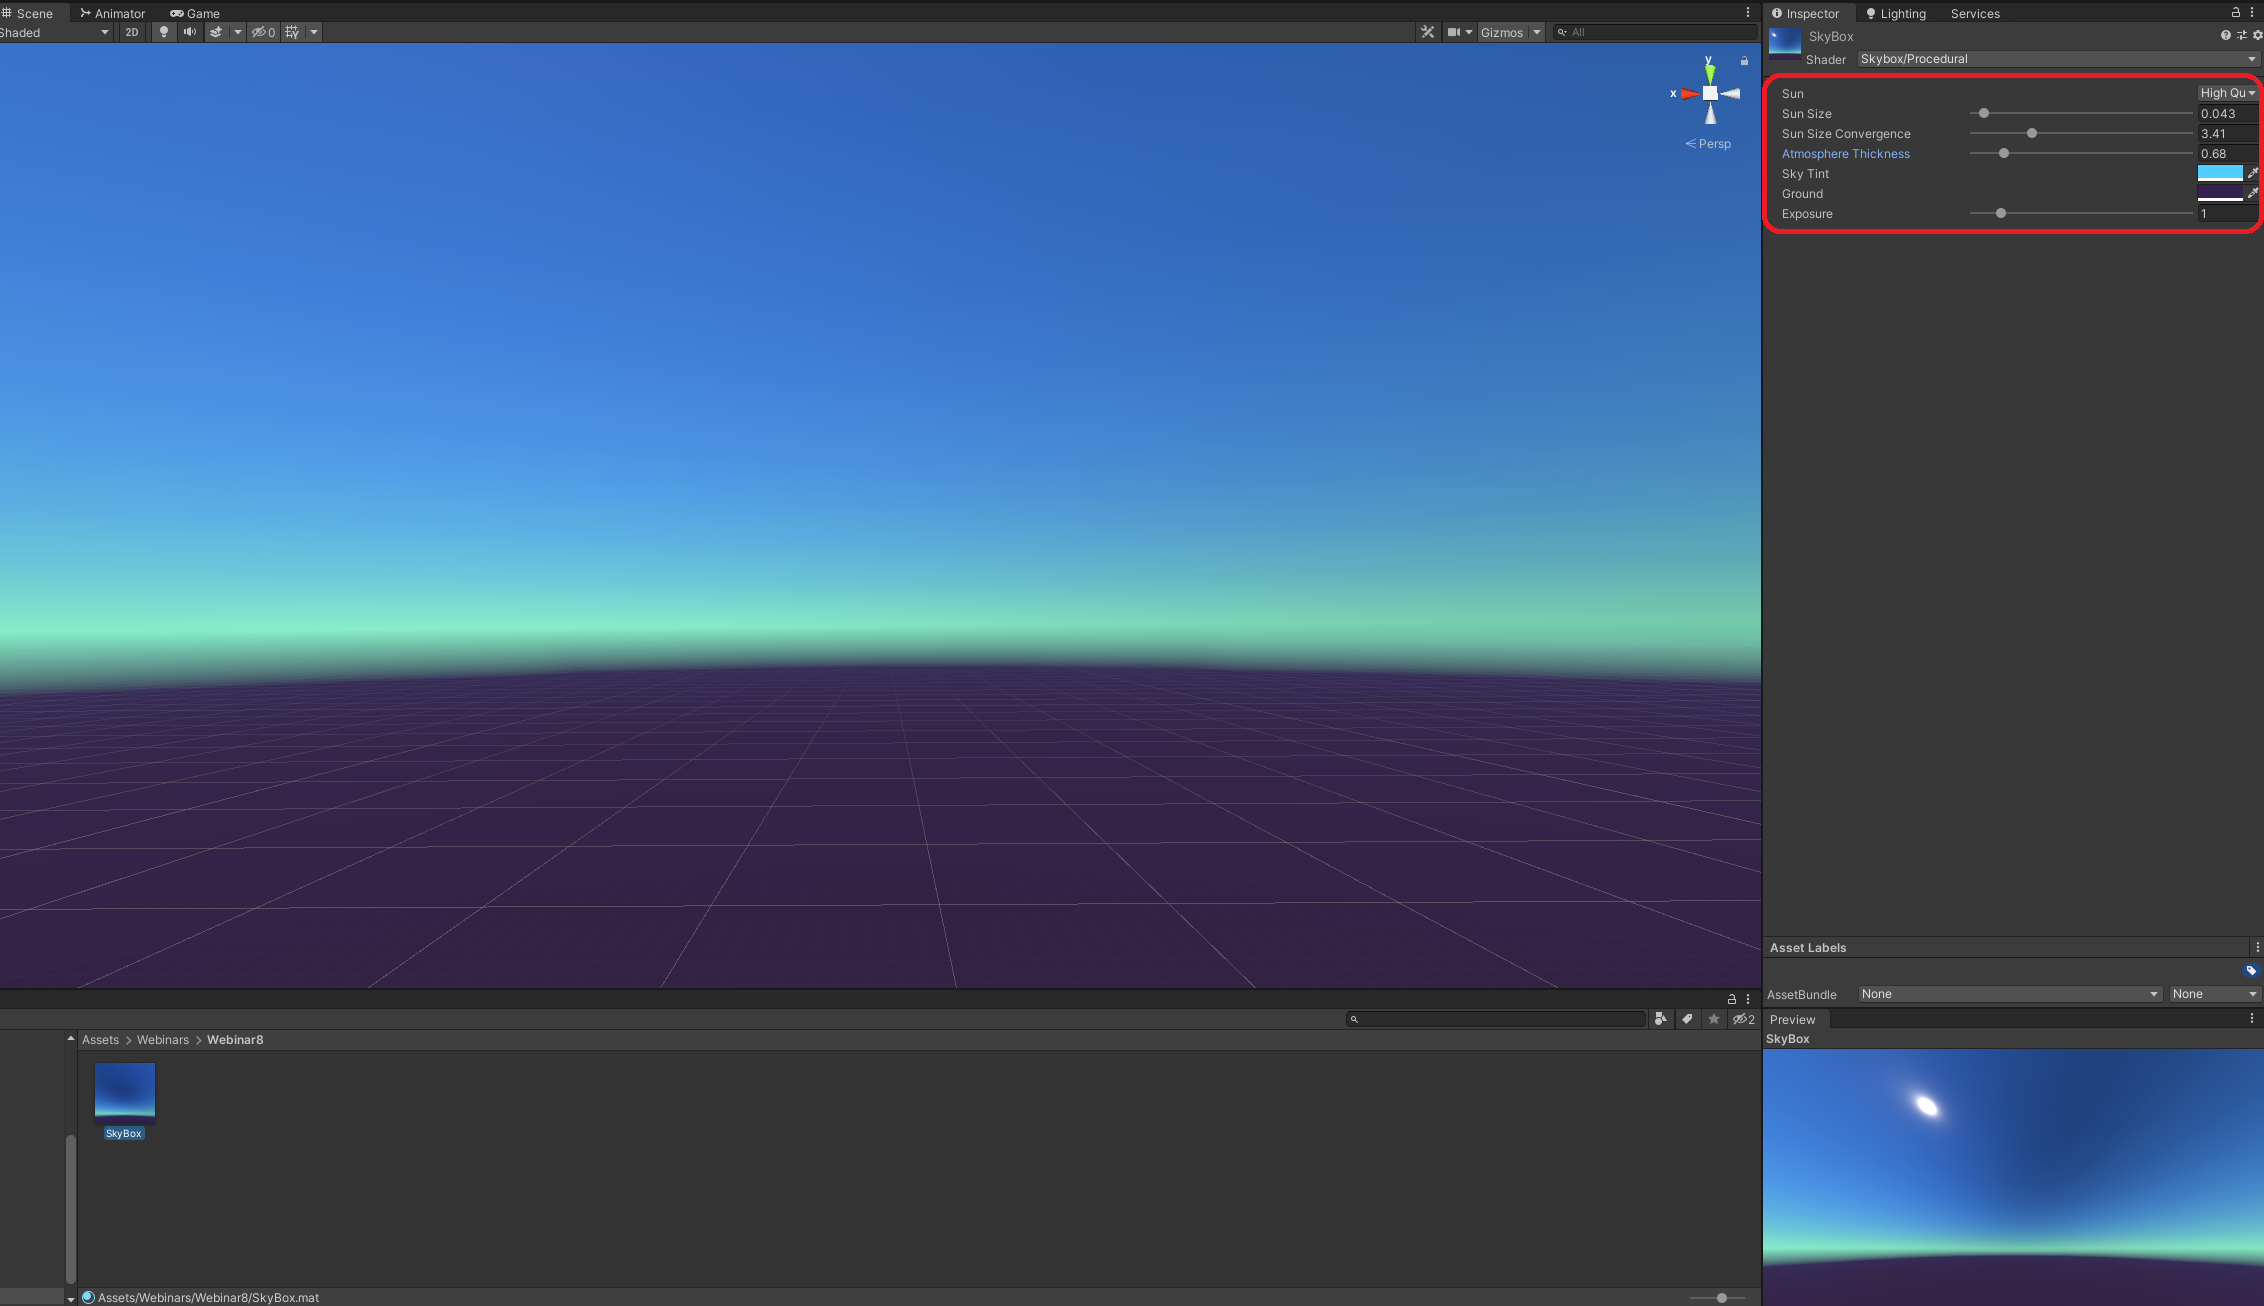 Scene Animator Game
Shaded 2D 0 Gizmos All
y
x
Persp
Inspector Lighting Services
SkyBox
Shader Skybox/Procedural
Sun High Qu
Sun Size 0.043
Sun Size Convergence 3.41
Atmosphere Thickness 0.68
Sky Tint
Ground
Exposure 1
Asset Labels
AssetBundle None None
2
Assets > Webinars > Webinar8
SkyBox
Assets/Webinars/Webinar8/SkyBox.mat
Preview
SkyBox